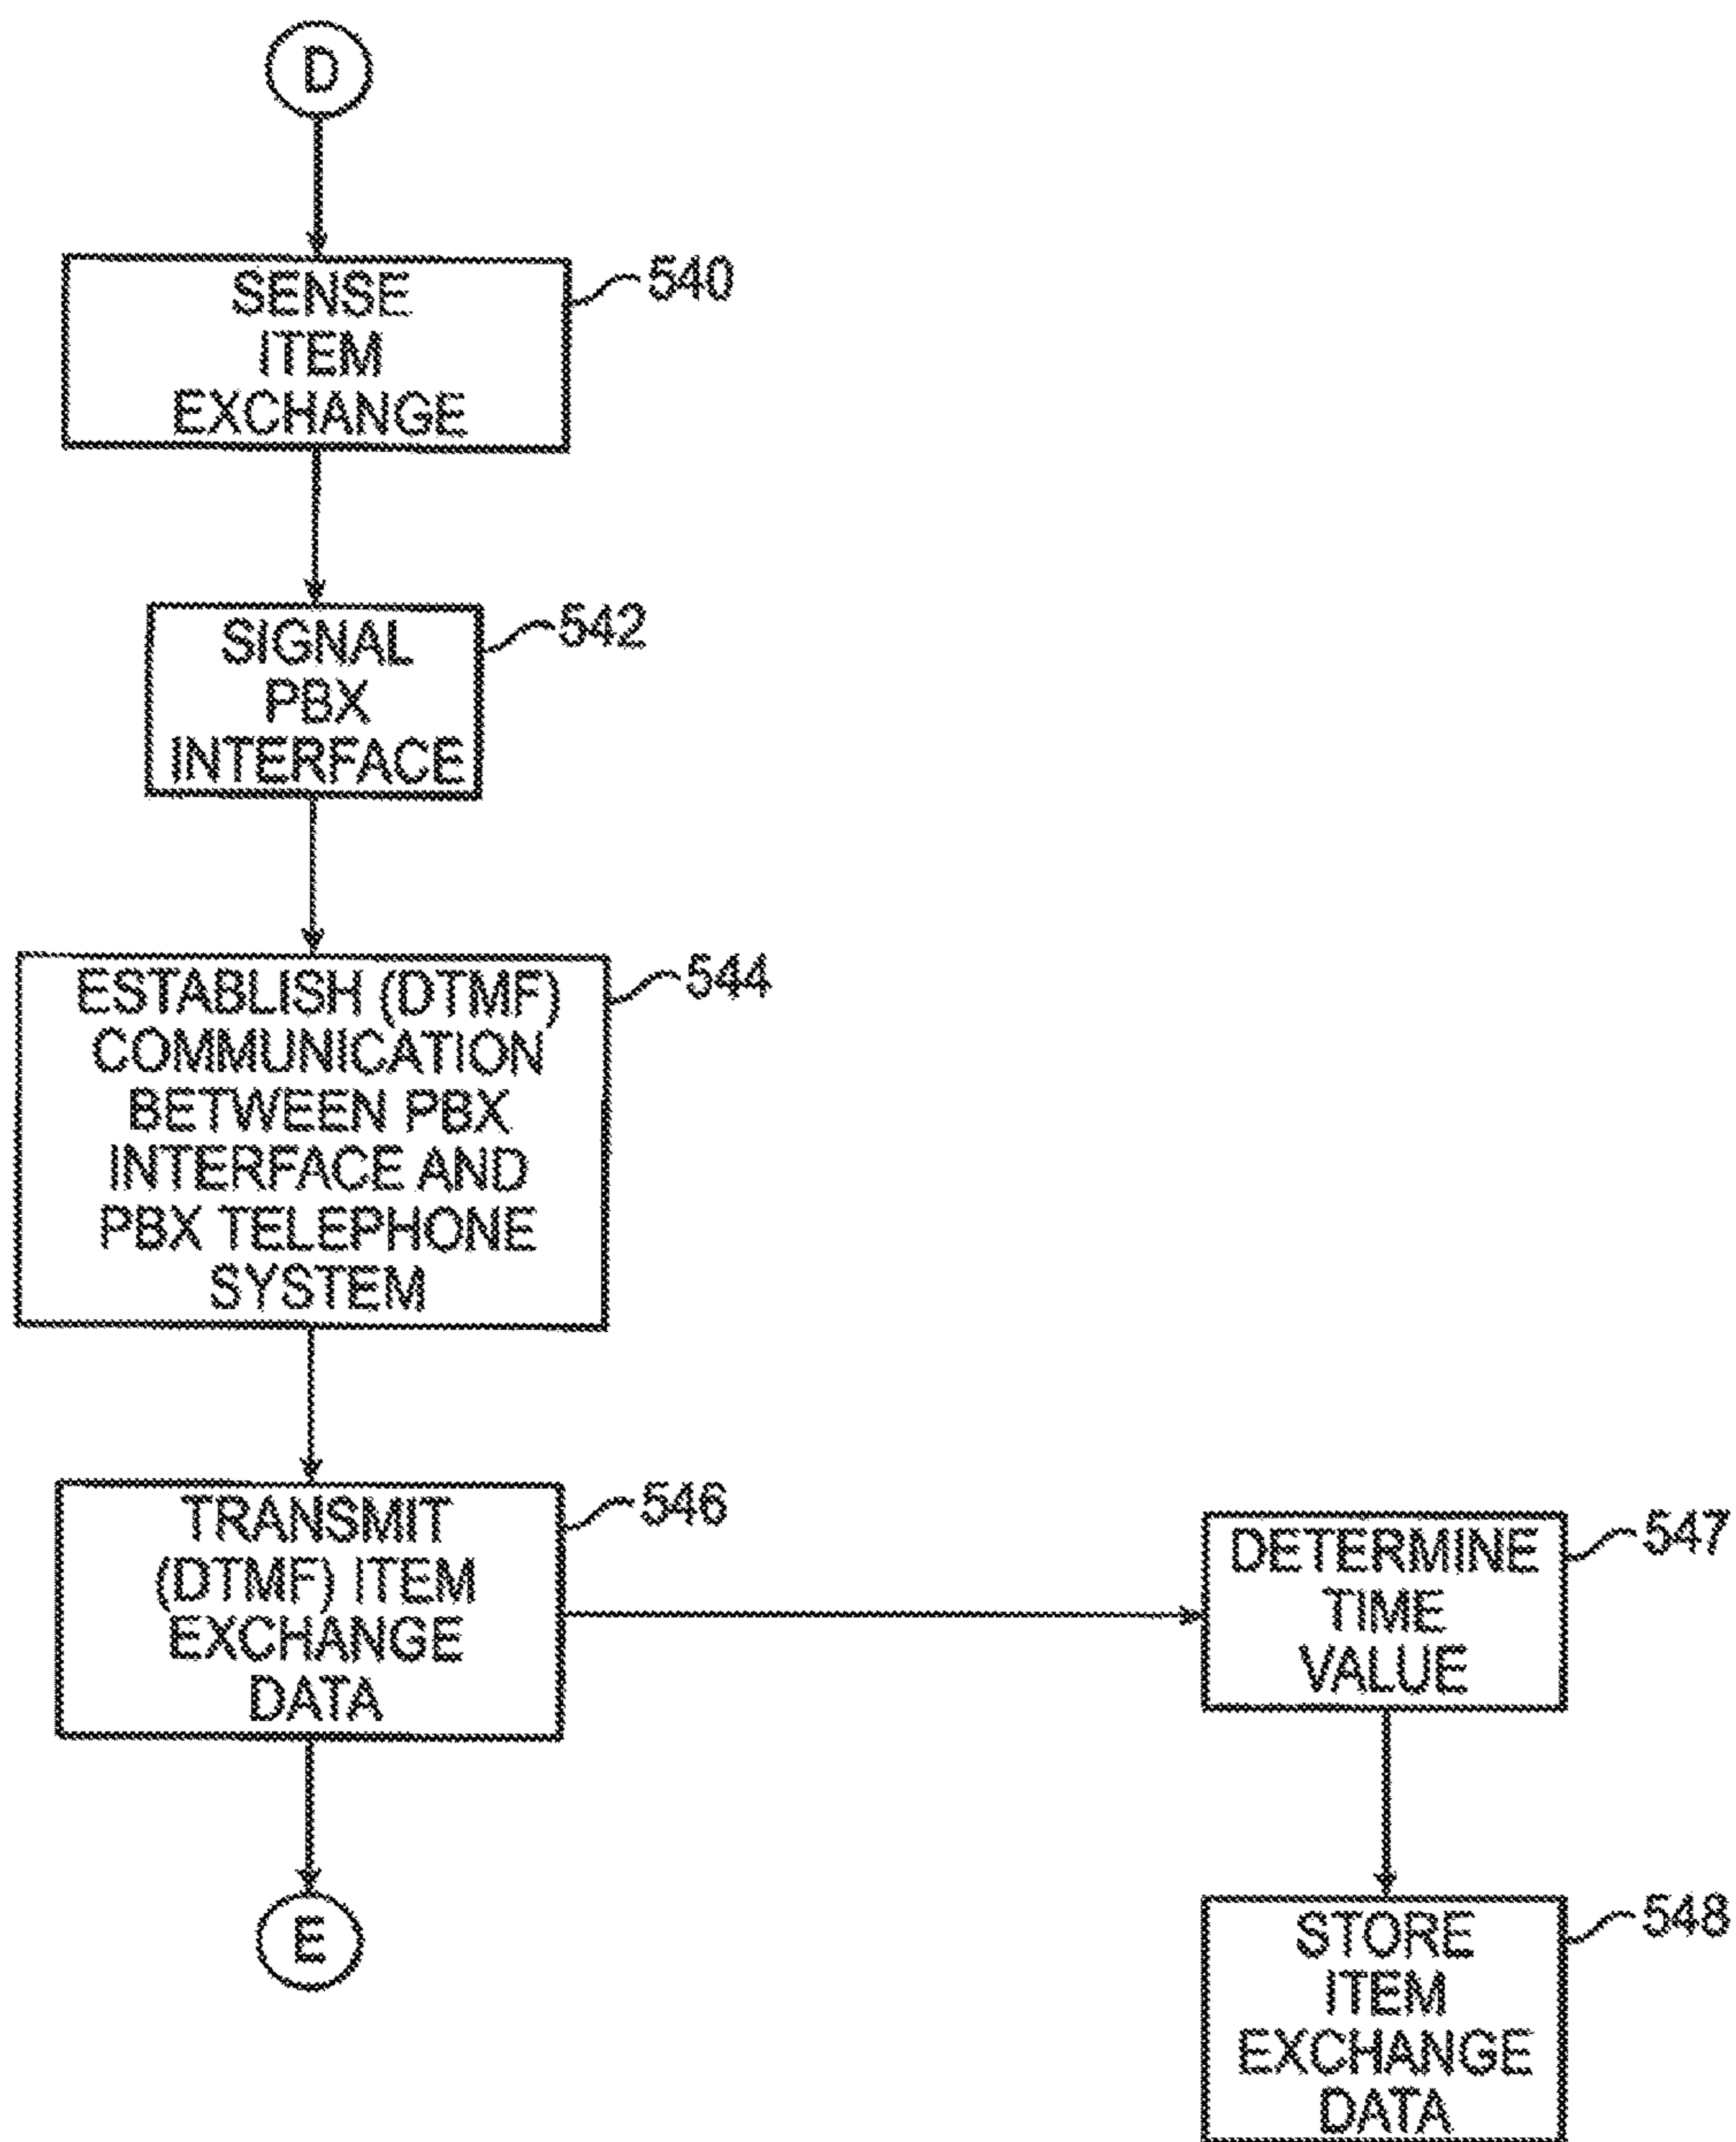 D
SENSE
ITEM
EXCHANGE
540
SIGNAL
PBX
INTERFACE
542
ESTABLISH (DTMF)
COMMUNICATION
BETWEEN PBX
INTERFACE AND
PBX TELEPHONE
SYSTEM
544
TRANSMIT
(DTMF) ITEM
EXCHANGE
DATA
546
DETERMINE
TIME
VALUE
547
E
STORE
ITEM
EXCHANGE
DATA
548